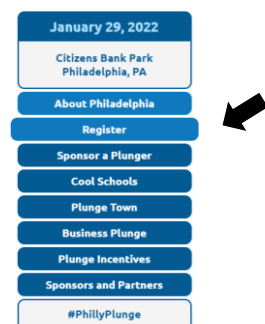 January 29, 2022
Citizens Bank Park
Philadelphia, PA
About Philadelphia
Register
Sponsor a Plunger
Cool Schools
Plunge Town
Business Plunge
Plunge Incentives
Sponsors and Partners
#PhillyPlunge